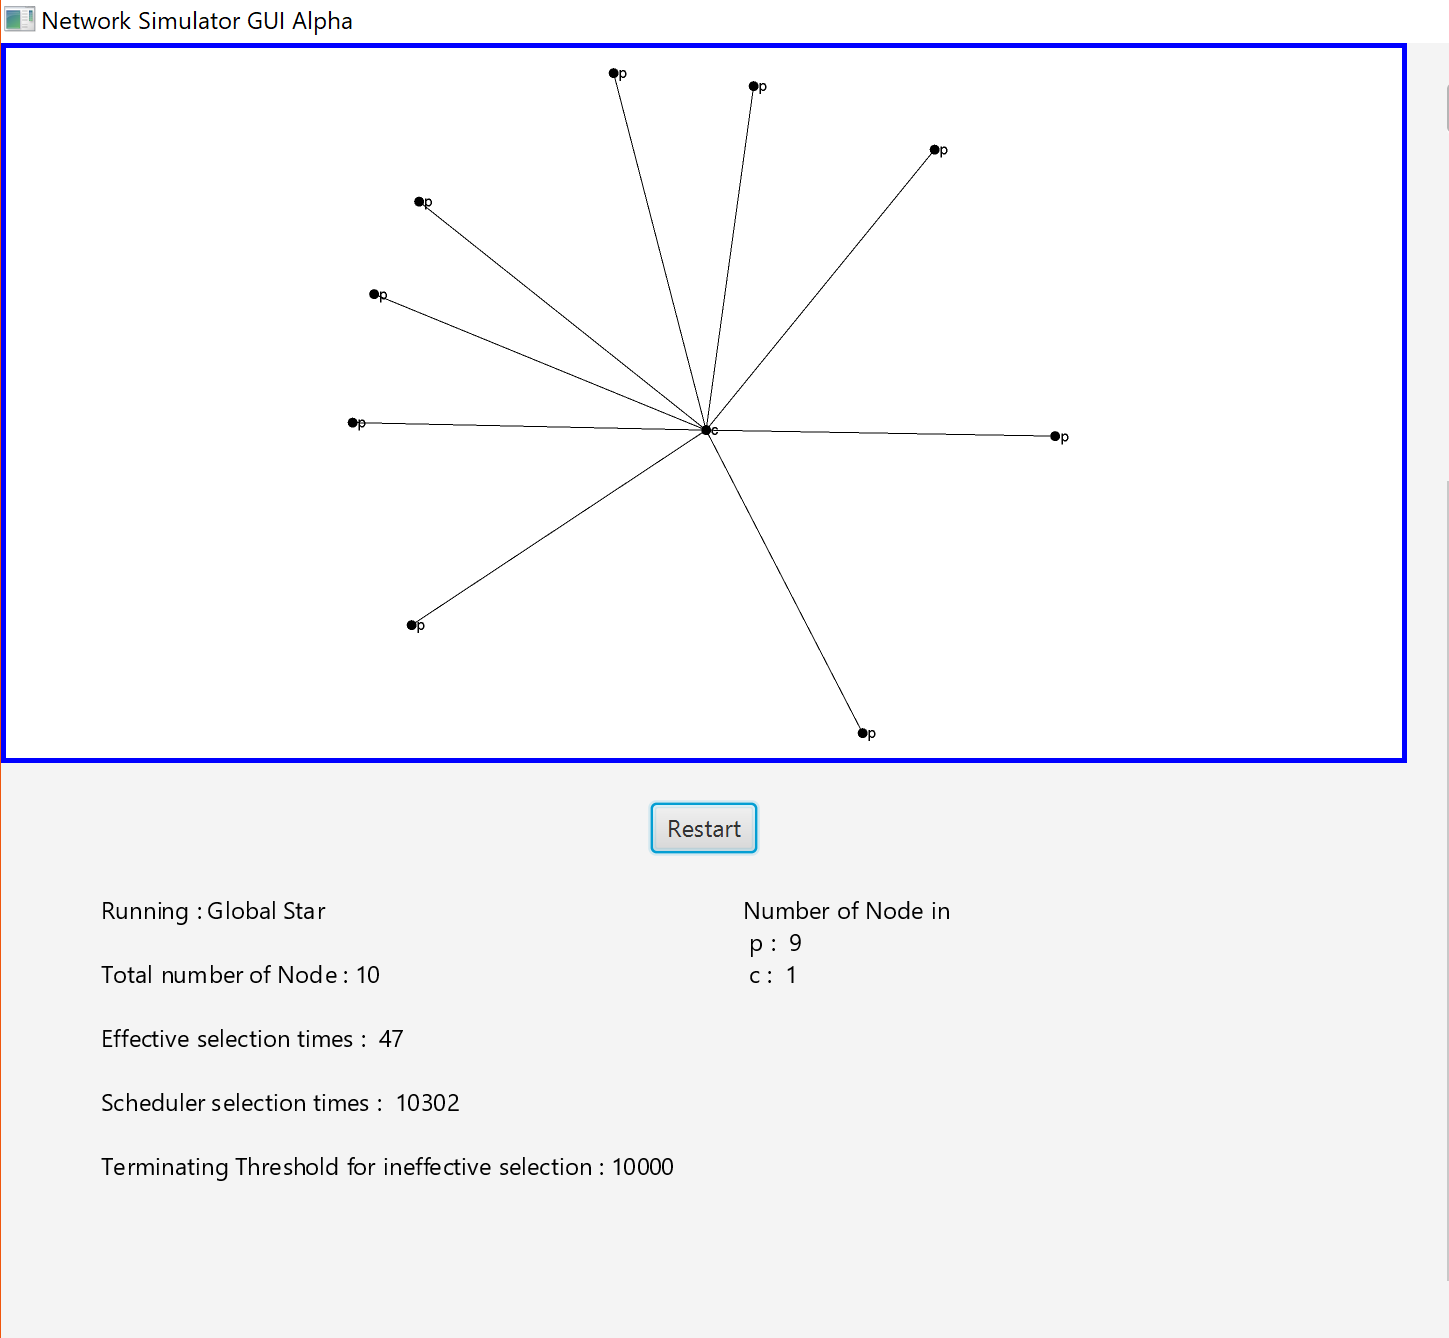 Network Simulator GUI Alpha
p
p
p
p
p
p
c
p
p
p
Restart
Running : Global Star
Number of Node in
p : 9
Total number of Node : 10
c : 1
Effective selection times : 47
Scheduler selection times : 10302
Terminating Threshold for ineffective selection : 10000